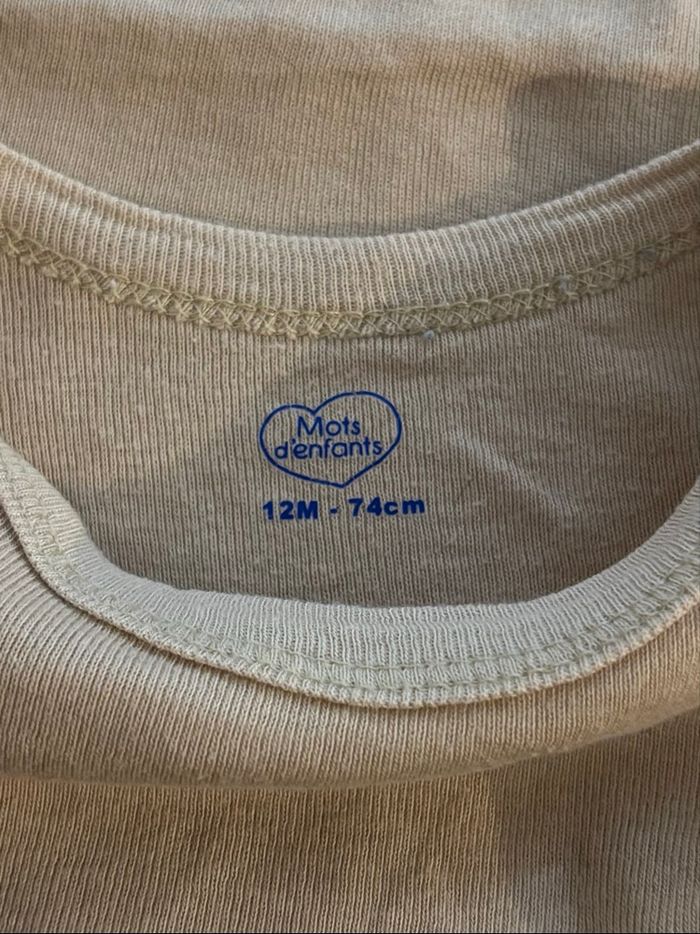 Mots
d'enfants
12M - 74cm